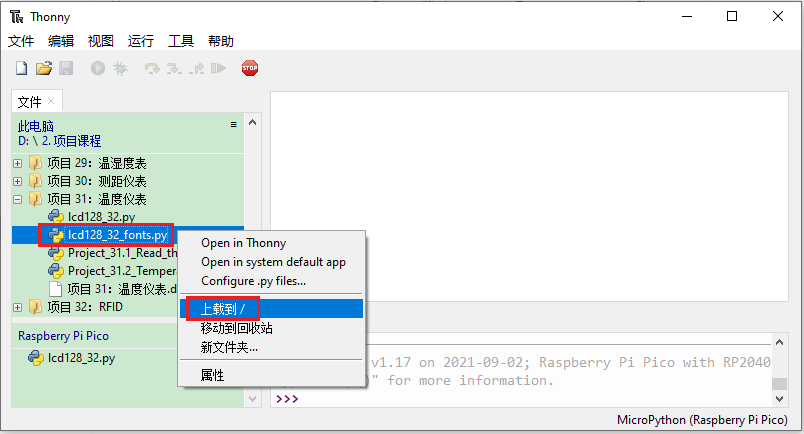 Thonny
文件 编辑 视图 运行 工具 帮助
STOP
文件
此电脑
D: \ 2. 项目课程
项目 29：温湿度表
项目 30：测距仪表
项目 31：温度仪表
lcd128_32.py
lcd128_32_fonts.py
Project_31.1_Read_th
Project_31.2_Tempera
项目 31：温度仪表.d
项目 32：RFID
Open in Thonny
Open in system default app
Configure .py files...
上载到 /
移动到回收站
新文件夹...
属性
Raspberry Pi Pico
lcd128_32.py
v1.17 on 2021-09-02; Raspberry Pi Pico with RP2040
)" for more information.
>>>
MicroPython (Raspberry Pi Pico)